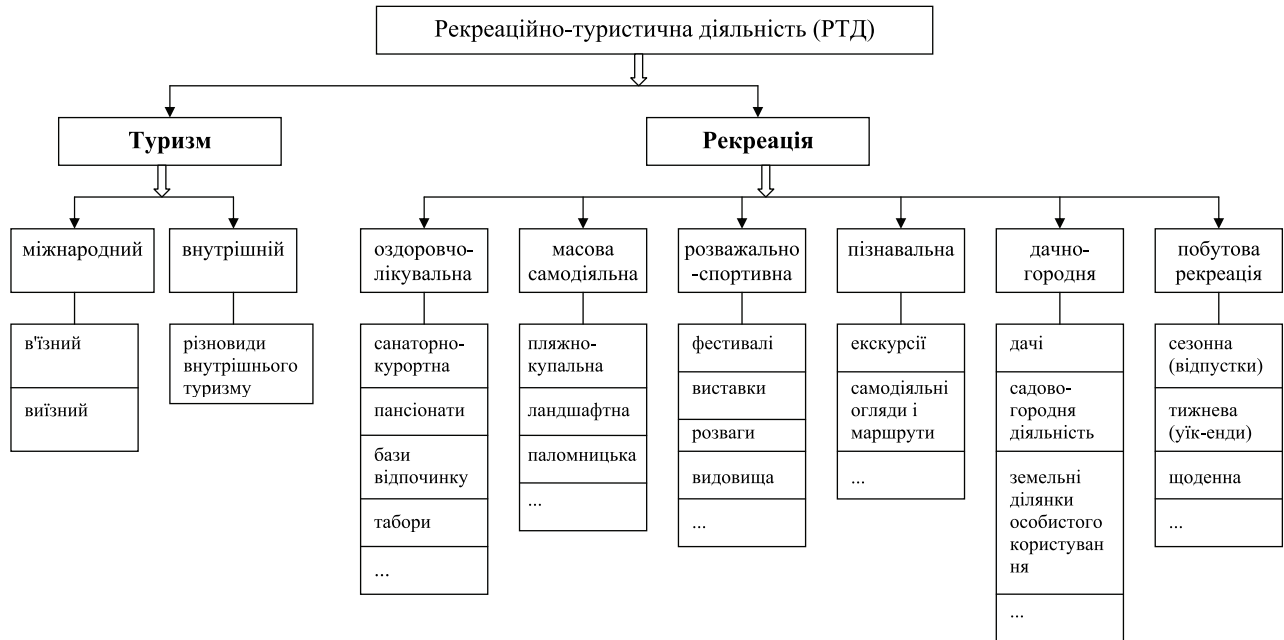 Рекреаційно-туристична діяльність (РТД)
Туризм
Рекреація
міжнародний
внутрішній
оздоровчо-
лікувальна
масова
самодіяльна
розважально
-спортивна
пізнавальна
дачно-
городня
побутова
рекреація
в'їзний
виїзний
різновиди
внутрішнього
туризму
санаторно-
курортна
пансіонати
бази
відпочинку
табори
...
пляжно-
купальна
ландшафтна
паломницька
...
фестивалі
виставки
розваги
видовища
...
екскурсії
самодіяльні
огляди і
маршрути
...
дачі
садово-
городня
діяльність
земельні
ділянки
особистого
користуван
ня
...
сезонна
(відпустки)
тижнева
(уїк-енди)
щоденна
...